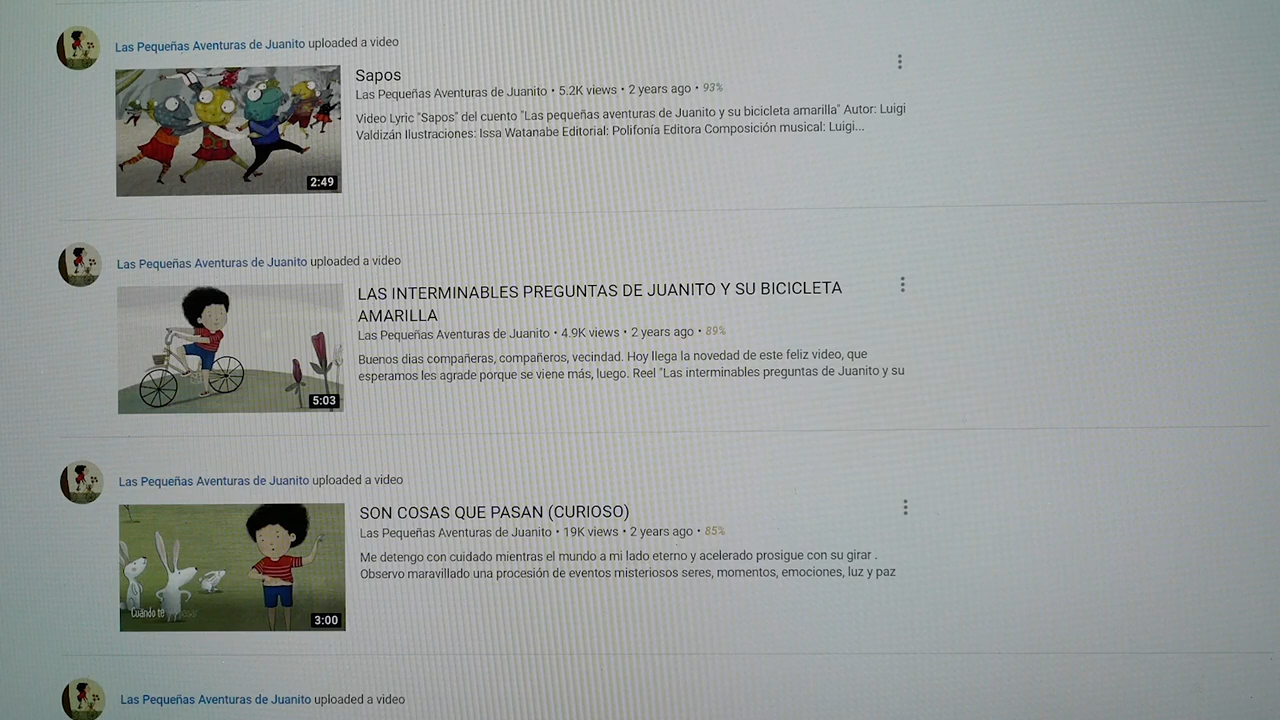 Las Pequeñas Aventuras de Juanito uploaded a video
Sapos
Las Pequeñas Aventuras de Juanito • 5.2K views • 2 years ago • 93%
Video Lyric "Sapos" del cuento "Las pequeñas aventuras de Juanito y su bicicleta amarilla" Autor: Luigi
Valdizán Ilustraciones: Issa Watanabe Editorial: Polifonía Editora Composición musical: Luigi...
2:49
Las Pequeñas Aventuras de Juanito uploaded a video
LAS INTERMINABLES PREGUNTAS DE JUANITO Y SU BICICLETA
AMARILLA
Las Pequeñas Aventuras de Juanito • 4.9K views • 2 years ago • 89%
Buenos dias compañeras, compañeros, vecindad. Hoy llega la novedad de este feliz video, que
esperamos les agrade porque se viene más, luego. Reel "Las interminables preguntas de Juanito y su
5:03
Las Pequeñas Aventuras de Juanito uploaded a video
SON COSAS QUE PASAN (CURIOSO)
Las Pequeñas Aventuras de Juanito • 19K views • 2 years ago • 85%
Me detengo con cuidado mientras el mundo a mi lado eterno y acelerado prosigue con su girar .
Observo maravillado una procesión de eventos misteriosos seres, momentos, emociones, luz y paz
Cuándo te
3:00
Las Pequeñas Aventuras de Juanito uploaded a video